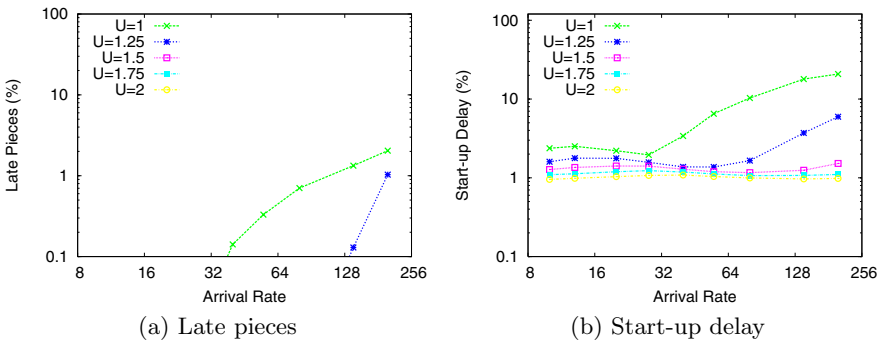 100
10
1
0.1
Late Pieces (%)
U=1
U=1.25
U=1.5
U=1.75
U=2
8 16 32 64 128 256
Arrival Rate
(a) Late pieces
100
10
1
0.1
Start-up Delay (%)
U=1
U=1.25
U=1.5
U=1.75
U=2
8 16 32 64 128 256
Arrival Rate
(b) Start-up delay